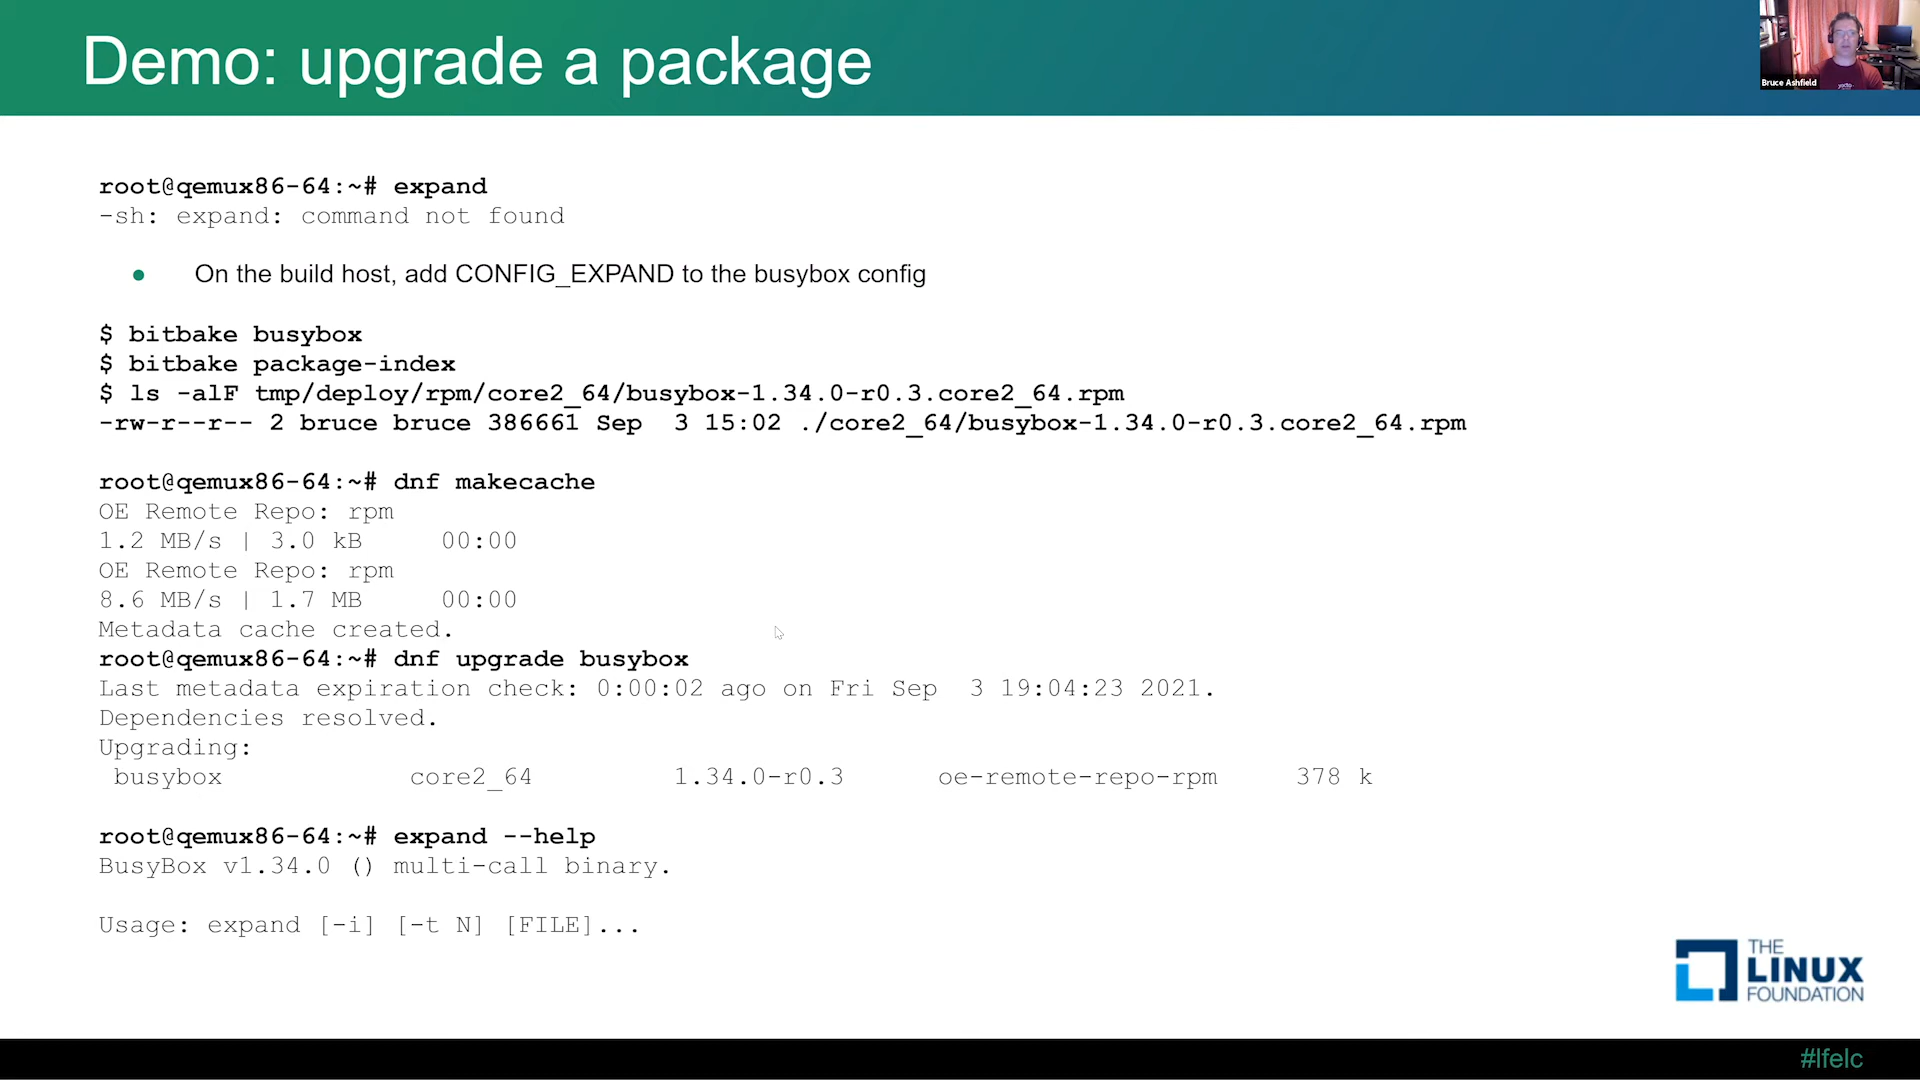 Demo: upgrade a package
Bruce Ashfield
yocto
root@qemux86-64:~# expand
-sh: expand: command not found
● On the build host, add CONFIG_EXPAND to the busybox config
$ bitbake busybox
$ bitbake package-index
$ ls -alF tmp/deploy/rpm/core2_64/busybox-1.34.0-r0.3.core2_64.rpm
-rw-r--r-- 2 bruce bruce 386661 Sep  3 15:02 ./core2_64/busybox-1.34.0-r0.3.core2_64.rpm
root@qemux86-64:~# dnf makecache
OE Remote Repo: rpm
1.2 MB/s | 3.0 kB     00:00
OE Remote Repo: rpm
8.6 MB/s | 1.7 MB     00:00
Metadata cache created.
root@qemux86-64:~# dnf upgrade busybox
Last metadata expiration check: 0:00:02 ago on Fri Sep  3 19:04:23 2021.
Dependencies resolved.
Upgrading:
 busybox            core2_64         1.34.0-r0.3      oe-remote-repo-rpm     378 k
root@qemux86-64:~# expand --help
BusyBox v1.34.0 () multi-call binary.
Usage: expand [-i] [-t N] [FILE]...
THE
LINUX
FOUNDATION
#lfelc